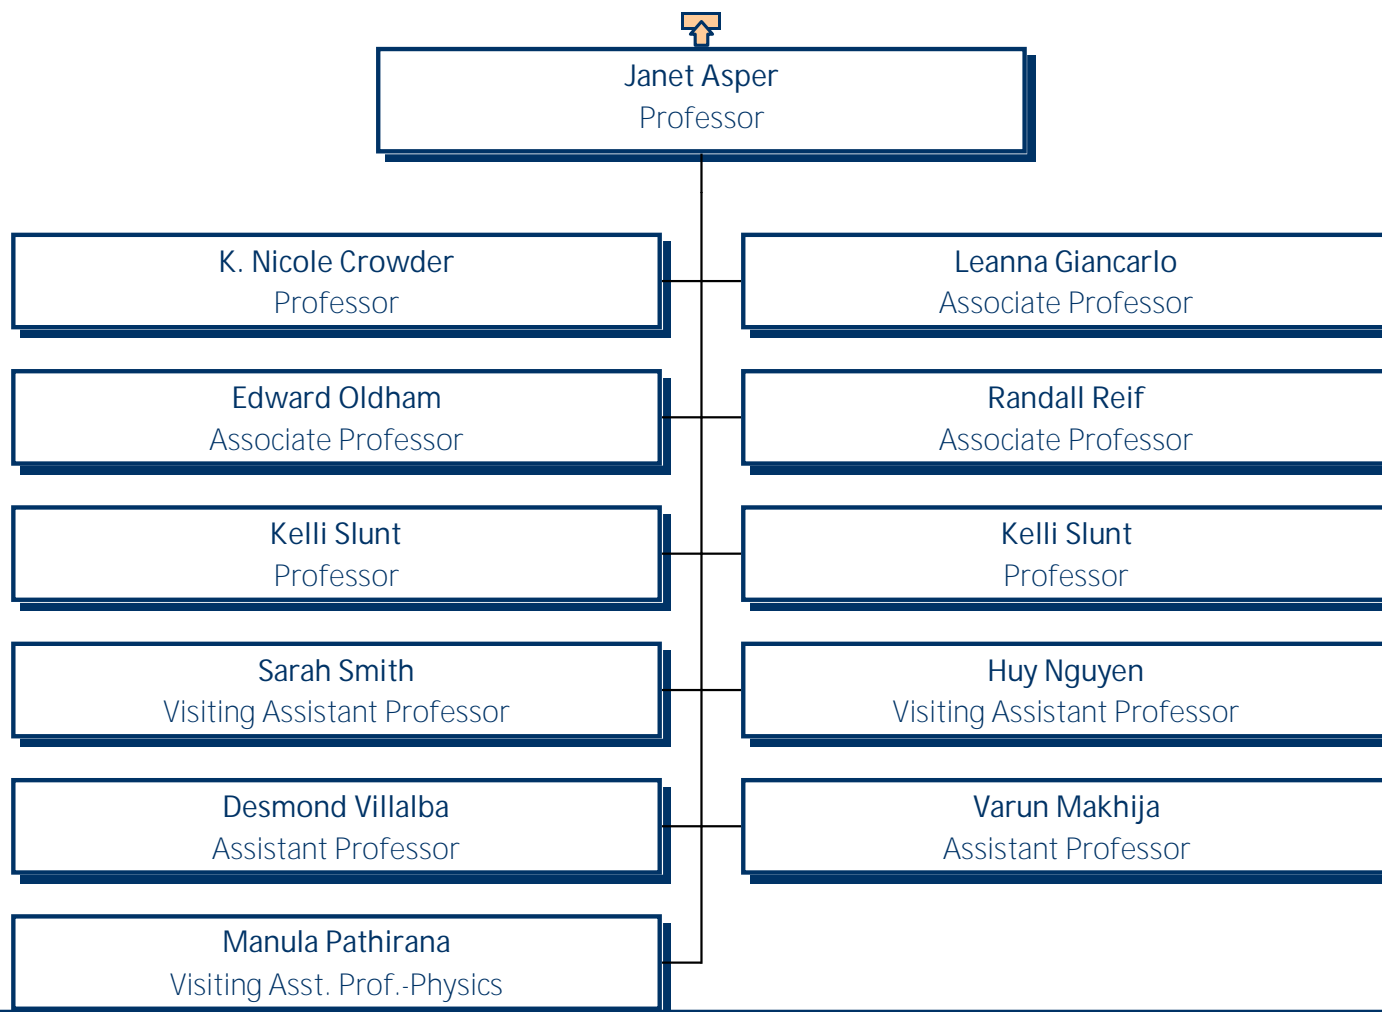 Janet Asper
Professor
K. Nicole Crowder
Professor
Leanna Giancarlo
Associate Professor
Edward Oldham
Associate Professor
Randall Reif
Associate Professor
Kelli Slunt
Professor
Kelli Slunt
Professor
Sarah Smith
Visiting Assistant Professor
Huy Nguyen
Visiting Assistant Professor
Desmond Villalba
Assistant Professor
Varun Makhija
Assistant Professor
Manula Pathirana
Visiting Asst. Prof.-Physics